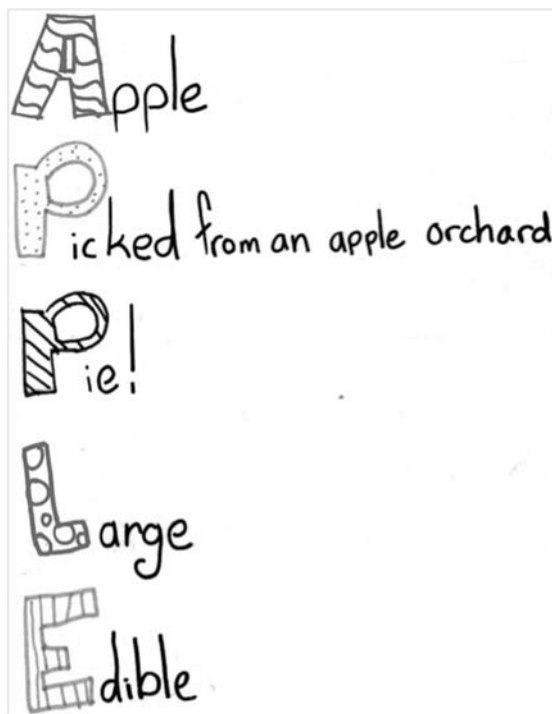 Apple
Picked from an apple orchard
Pie!
Large
Edible